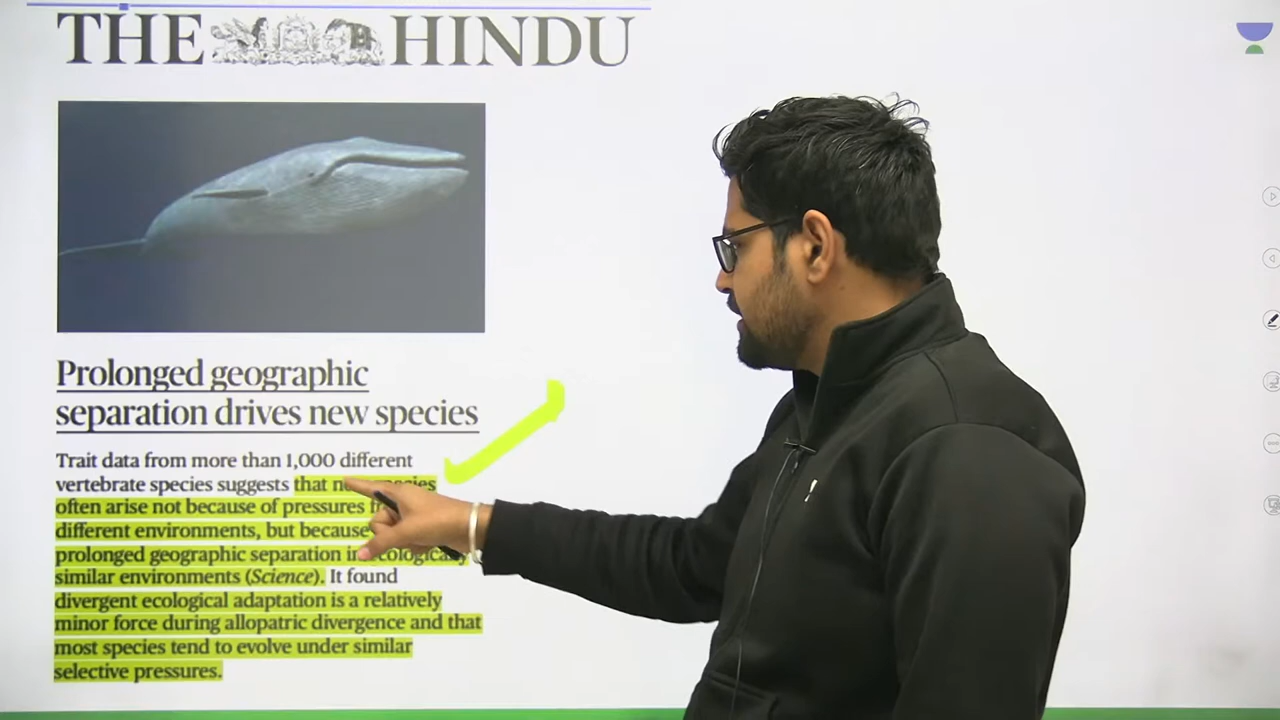 THE HINDU
Prolonged geographic
separation drives new species
Trait data from more than 1,000 different
vertebrate species suggests that
often arise not because of pressures
different environments, but because
prolonged geographic separation
similar environments (Science). It found
divergent ecological adaptation is a relatively
minor force during allopatric divergence and that
most species tend to evolve under similar
selective pressures.